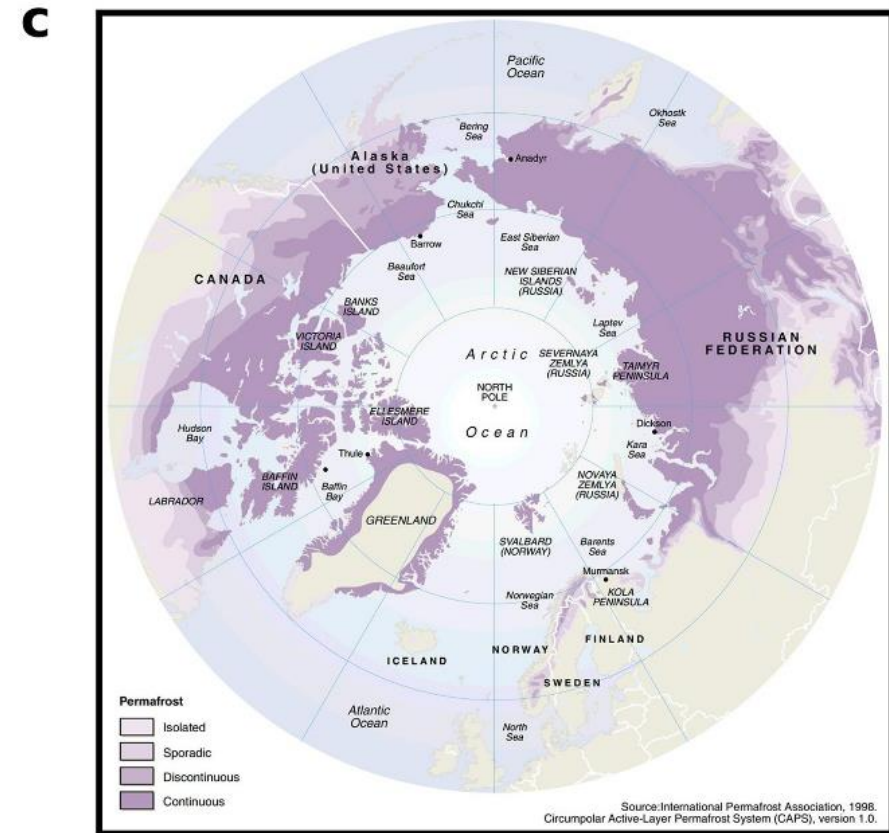 C
Pacific
Ocean
Okhostk
Sea
Bering
Sea
Alaska
(United States)
Anadyr
Chukchi
Sea
Barrow
East Siberian
Sea
Beaufort
Sea
NEW SIBERIAN
ISLANDS
(RUSSIA)
CANADA
BANKS
ISLAND
VICTORIA
ISLAND
Laptev
Sea
RUSSIAN
FEDERATION
Arctic
SEVERNAYA
ZEMLYA
(RUSSIA)
TAIMYR
PENINSULA
NORTH
POLE
ELLESMERE
ISLAND
Ocean
Dickson
Hudson
Bay
Kara
Sea
Thule
BAFFIN
ISLAND
Baffin
Bay
NOVAYA
ZEMLYA
(RUSSIA)
LABRADOR
GREENLAND
SVALBARD
(NORWAY)
Barents
Sea
Murmansk
KOLA
PENINSULA
Norwegian
Sea
FINLAND
NORWAY
ICELAND
SWEDEN
Atlantic
Ocean
North
Sea
Permafrost
Isolated
Sporadic
Discontinuous
Continuous
Source:International Permafrost Association, 1998.
Circumpolar Active-Layer Permafrost System (CAPS), version 1.0.